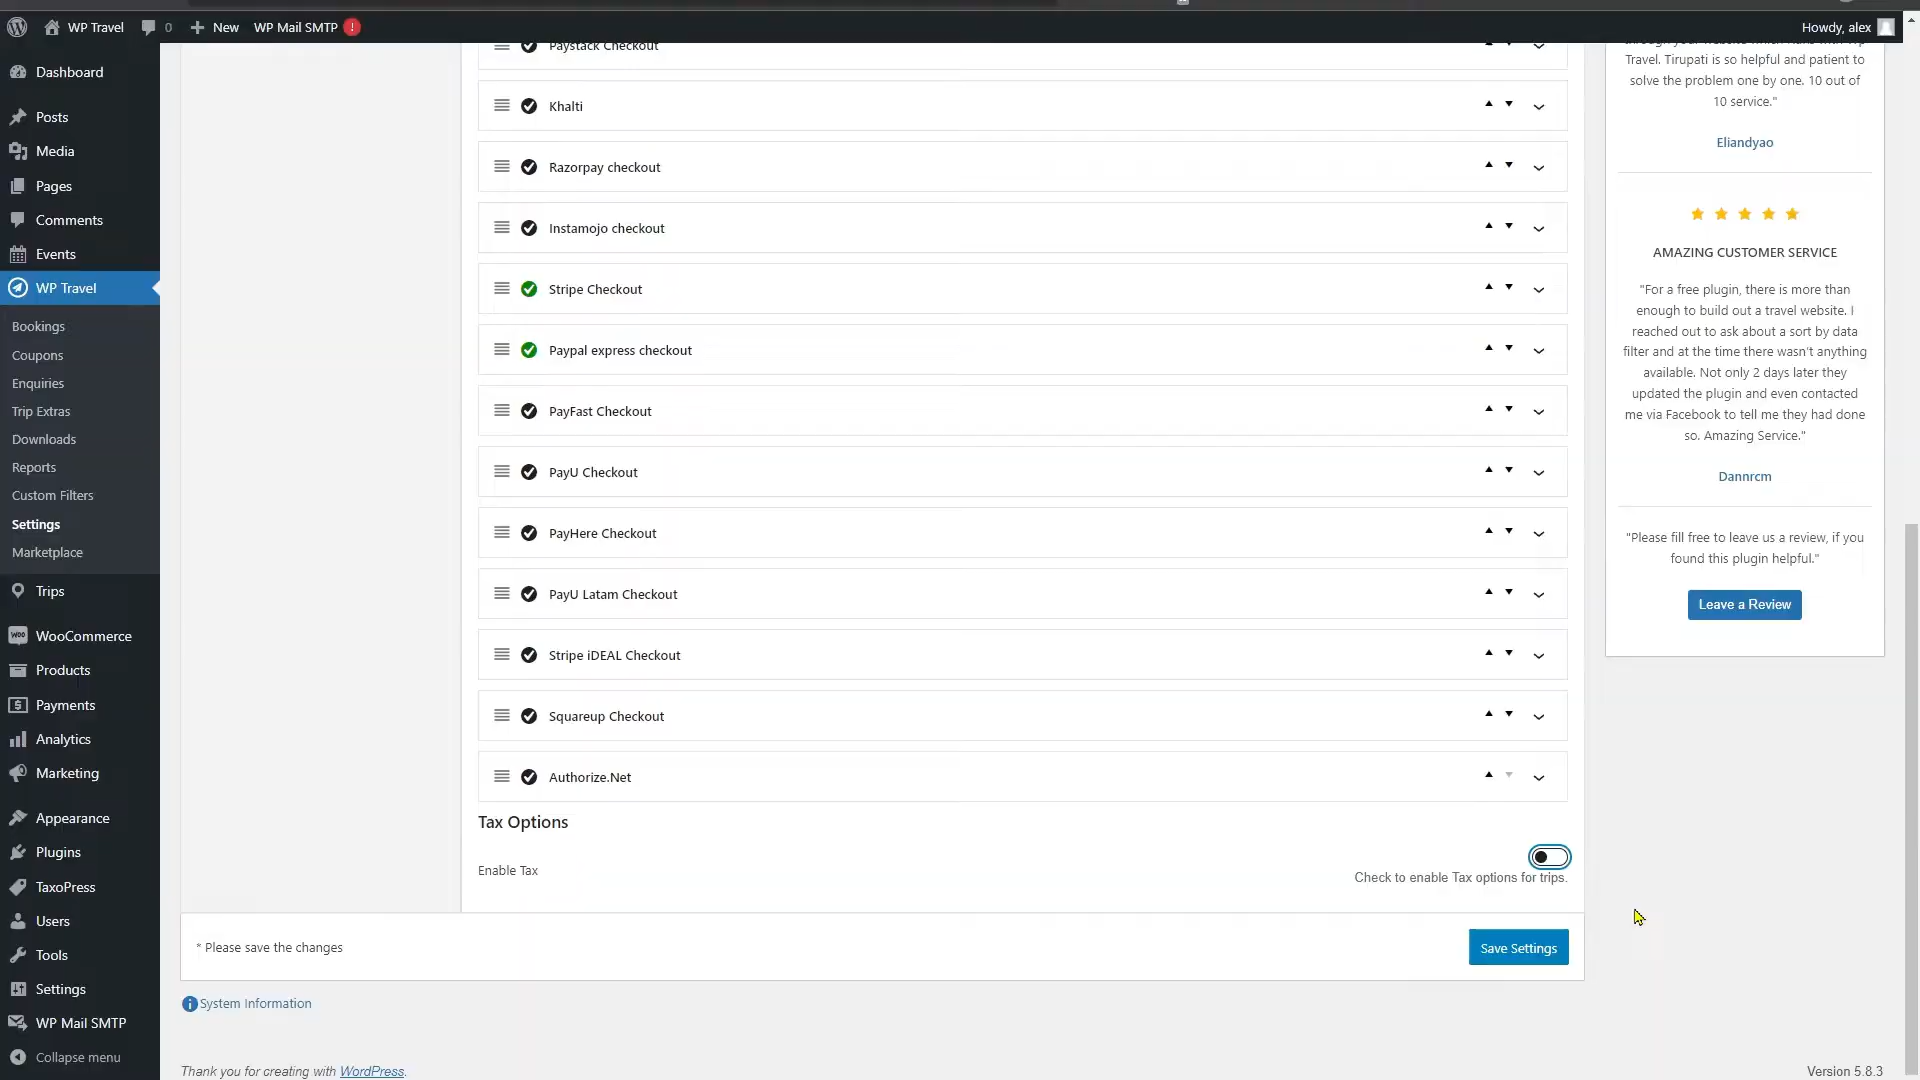 WP Travel
0
New
WP Mail SMTP
!
Howdy, alex
Dashboard
Posts
Media
Pages
Comments
Events
WP Travel
Bookings
Coupons
Enquiries
Trip Extras
Downloads
Reports
Custom Filters
Settings
Marketplace
Trips
WooCommerce
Products
Payments
Analytics
Marketing
Appearance
Plugins
TaxoPress
Users
Tools
Settings
WP Mail SMTP
Collapse menu
Paystack Checkout
Khalti
Razorpay checkout
Instamojo checkout
Stripe Checkout
Paypal express checkout
PayFast Checkout
PayU Checkout
PayHere Checkout
PayU Latam Checkout
Stripe iDEAL Checkout
Squareup Checkout
Authorize.Net
Tax Options
Enable Tax
Check to enable Tax options for trips.
* Please save the changes
Save Settings
System Information
Thank you for creating with WordPress.
Version 5.8.3
Travel. Tirupati is so helpful and patient to
solve the problem one by one. 10 out of
10 service."
Eliandyao
AMAZING CUSTOMER SERVICE
"For a free plugin, there is more than
enough to build out a travel website. I
reached out to ask about a sort by data
filter and at the time there wasn't anything
available. Not only 2 days later they
updated the plugin and even contacted
me via Facebook to tell me they had done
so. Amazing Service."
Dannrcm
"Please fill free to leave us a review, if you
found this plugin helpful."
Leave a Review